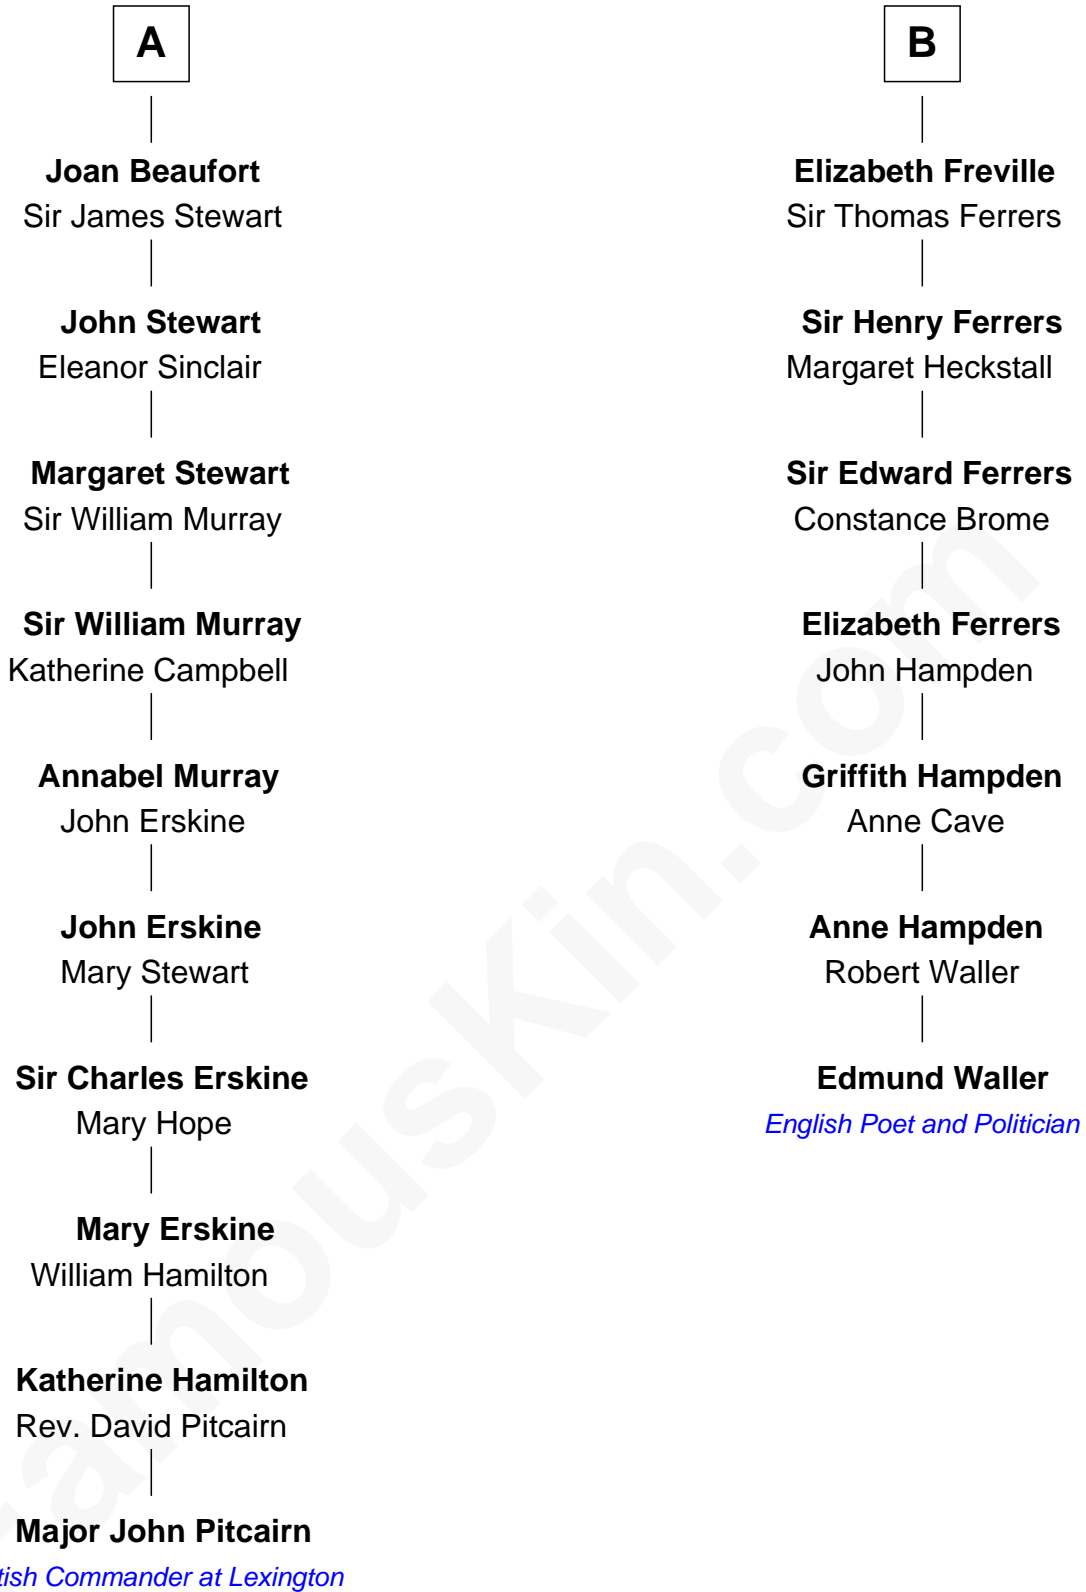 A
Joan Beaufort
Sir James Stewart
John Stewart
Eleanor Sinclair
Margaret Stewart
Sir William Murray
Sir William Murray
Katherine Campbell
Annabel Murray
John Erskine
John Erskine
Mary Stewart
Sir Charles Erskine
Mary Hope
Mary Erskine
William Hamilton
Katherine Hamilton
Rev. David Pitcairn
Major John Pitcairn
tish Commander at Lexington
B
Elizabeth Freville
Sir Thomas Ferrers
Sir Henry Ferrers
Margaret Heckstall
Sir Edward Ferrers
Constance Brome
Elizabeth Ferrers
John Hampden
Griffith Hampden
Anne Cave
Anne Hampden
Robert Waller
Edmund Waller
English Poet and Politician
FamousKin.com